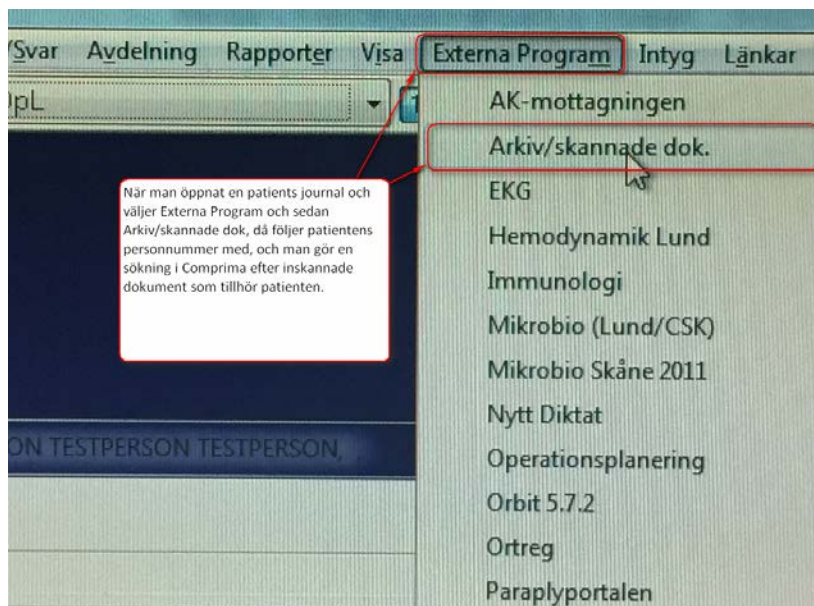 /Svar Avdelning Rapporter Visa Externa Program Intyg Länkar
OpL
AK-mottagningen
Arkiv/skannade dok.
EKG
Hemodynamik Lund
Immunologi
Mikrobio (Lund/CSK)
Mikrobio Skåne 2011
Nytt Diktat
Operationsplanering
Orbit 5.7.2
Ortreg
Paraplyportalen
När man öppnat en patients journal och
väljer Externa Program och sedan
Arkiv/skannade dok, då följer patientens
personnummer med, och man gör en
sökning i Comprima efter inskannade
dokument som tillhör patienten.
ON TESTPERSON TESTPERSON,